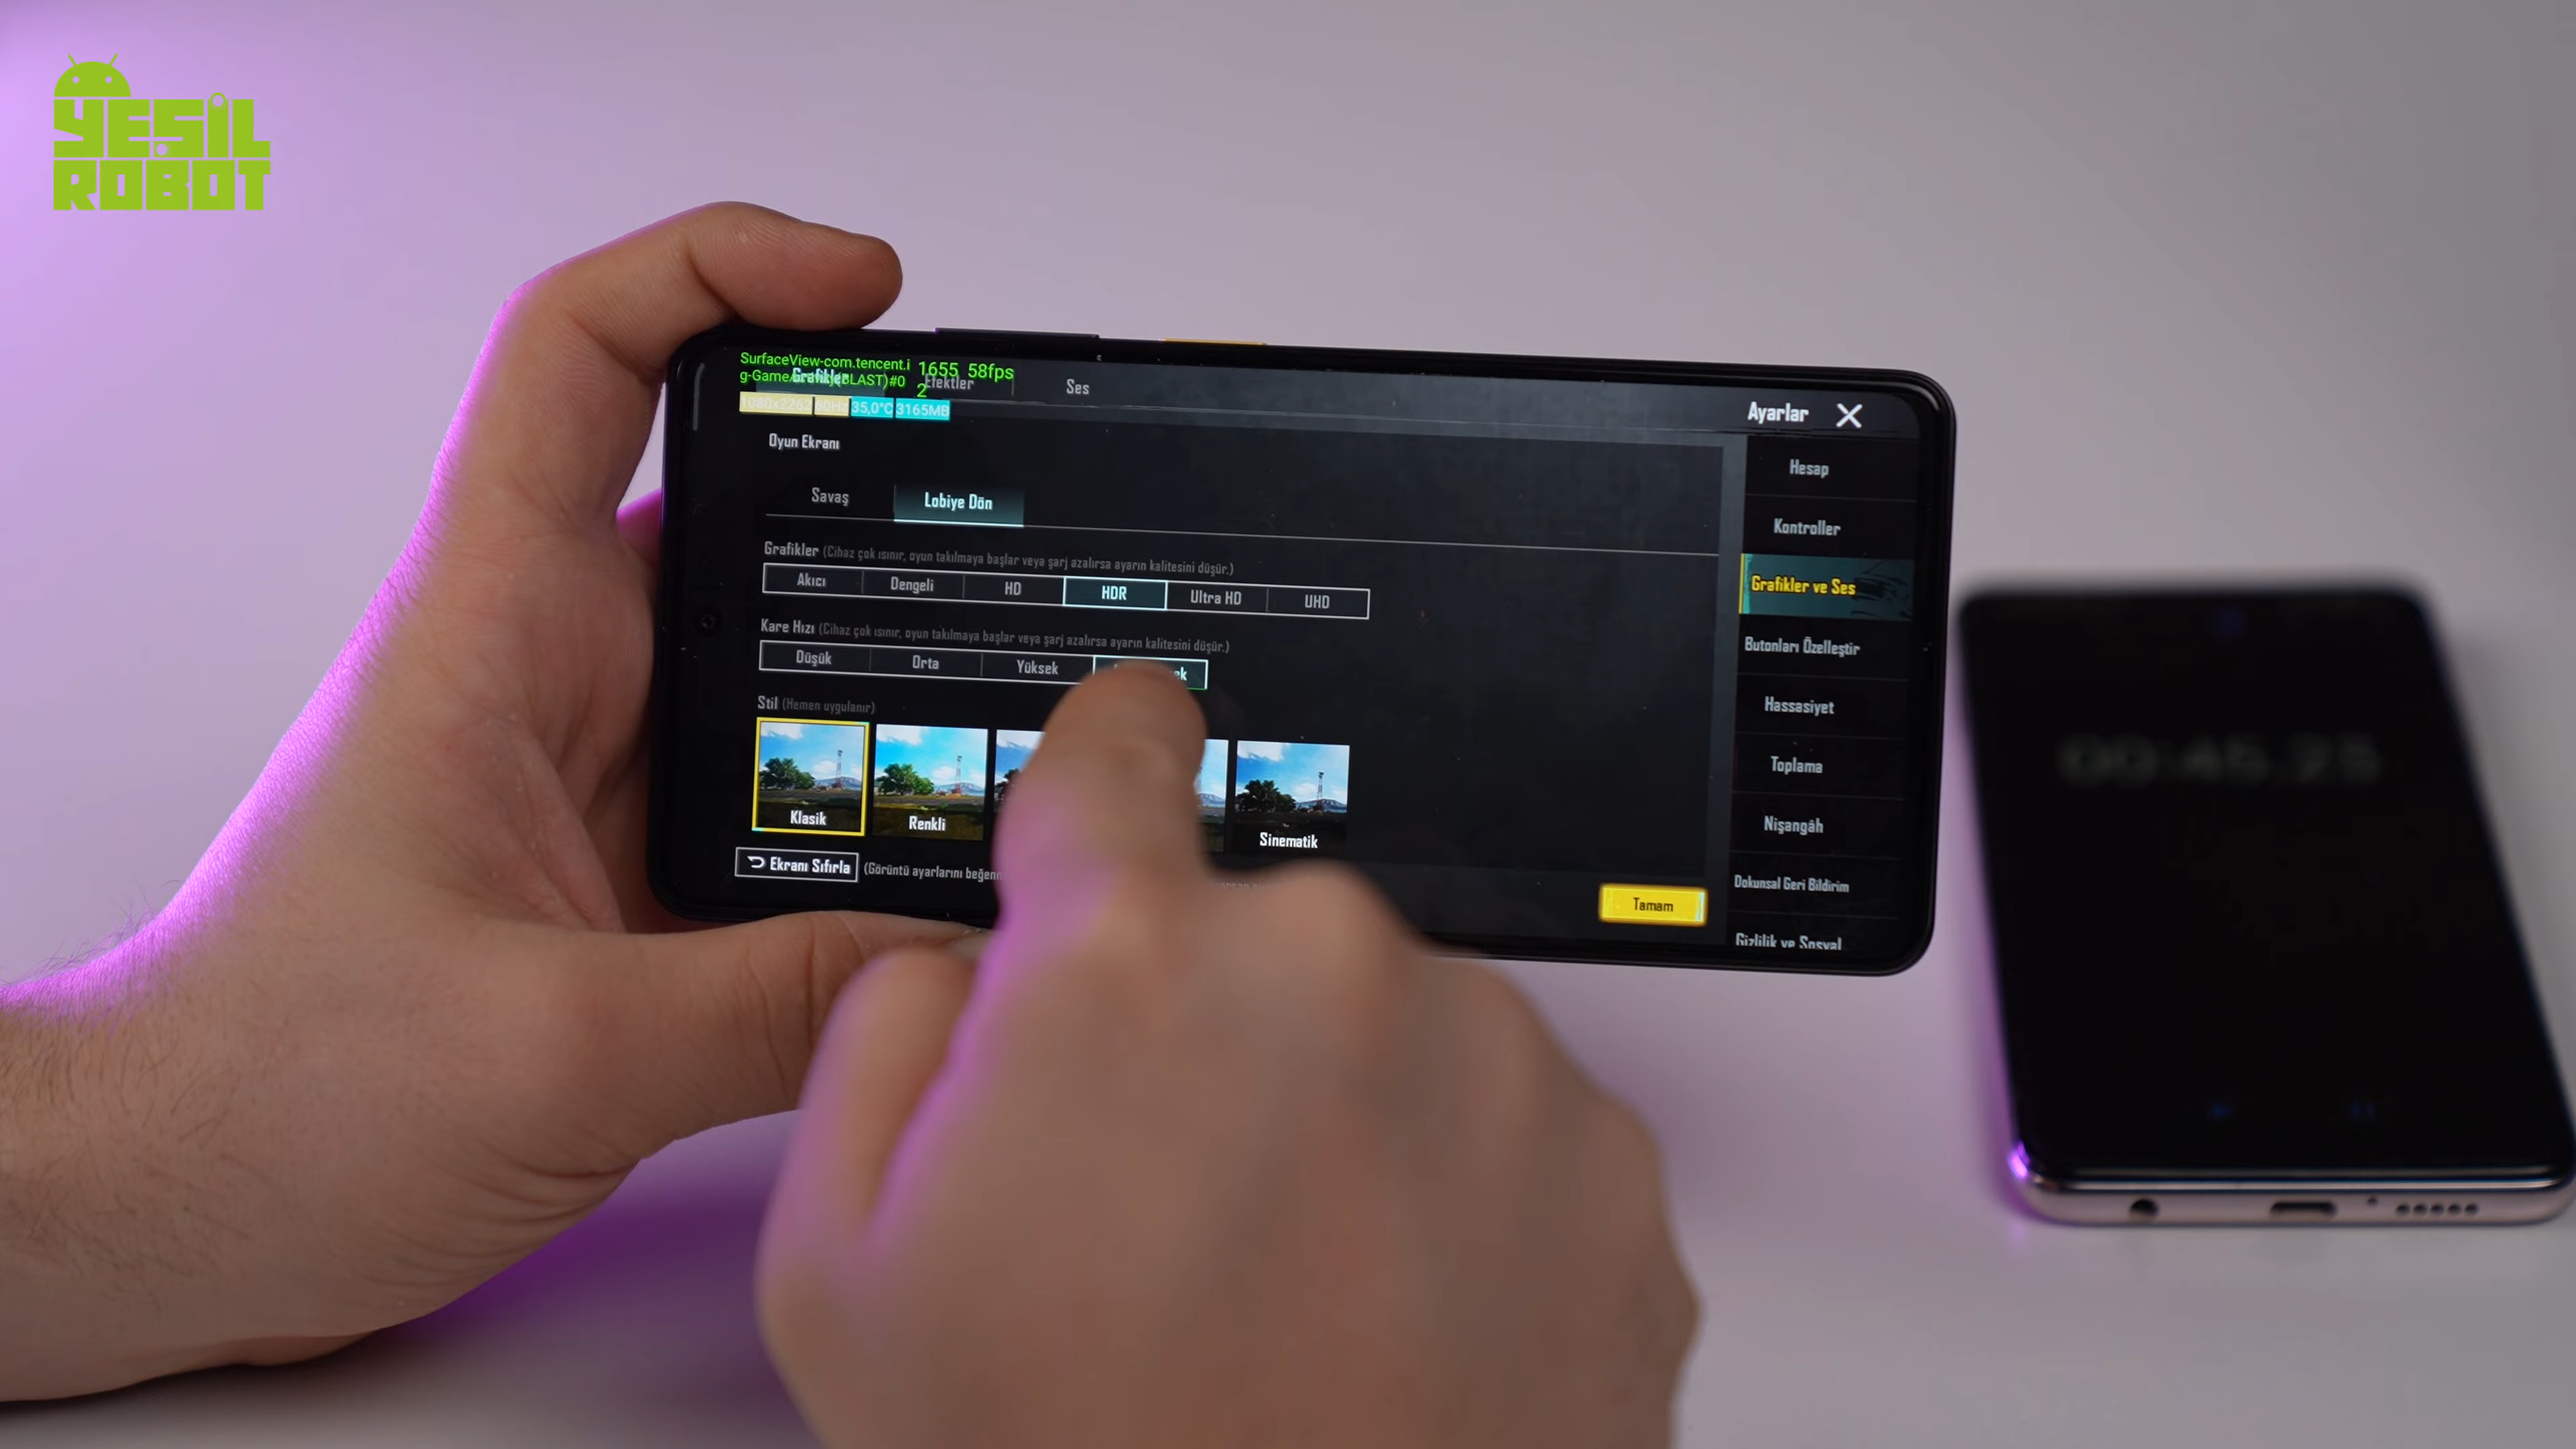 YEŞİL
ROBOT
SurfaceView-com.tencent.i
1655 58fps
2
1080x2262 60Hz 35,0°C 3165MB
Grafikler
Efektler
Ses
Ayarlar
Oyun Ekranı
Savaş
Lobiye Dön
Grafikler (Cihaz çok ısınır, oyun takılmaya başlar veya şarj azalırsa ayarın kalitesini düşür.)
Akıcı Dengeli HD HDR Ultra HD UHD
Kare Hızı (Cihaz çok ısınır, oyun takılmaya başlar veya şarj azalırsa ayarın kalitesini düşür.)
Düşük Orta Yüksek
Stil (Hemen uygulanır)
Klasik Renkli Sinematik
Ekranı Sıfırla (Görüntü ayarlarını
Tamam
Hesap
Kontroller
Grafikler ve Ses
Butonları Özelleştir
Hassasiyet
Toplama
Nişangâh
Dokunsal Geri Bildirim
Gizlilik ve Sosyal